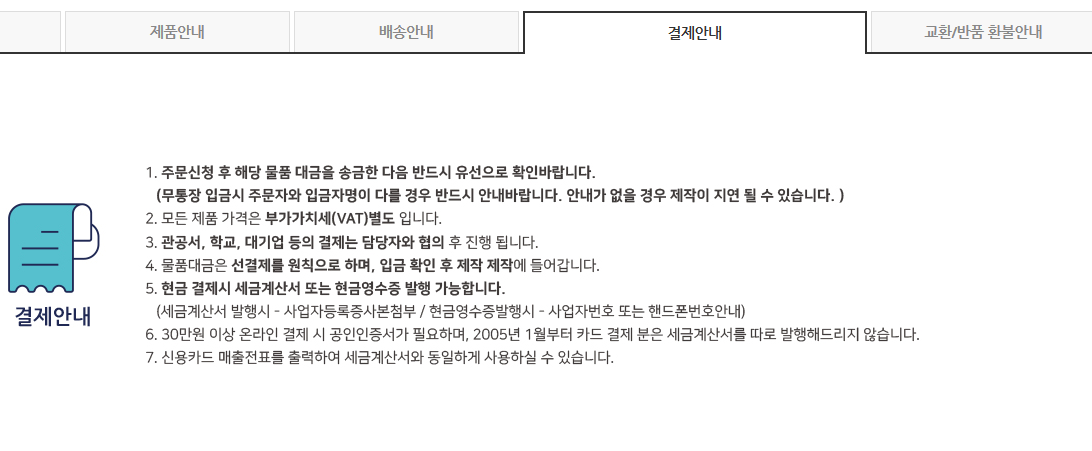 제품안내
배송안내
결제안내
교환/반품 환불안내
1. 주문신청 후 해당 물품 대금을 송금한 다음 반드시 유선으로 확인바랍니다.
(무통장 입금시 주문자와 입금자명이 다를 경우 반드시 안내바랍니다. 안내가 없을 경우 제작이 지연 될 수 있습니다. )
2. 모든 제품 가격은 부가가치세(VAT)별도 입니다.
3. 관공서, 학교, 대기업 등의 결제는 담당자와 협의 후 진행 됩니다.
4. 물품대금은 선결제를 원칙으로 하며, 입금 확인 후 제작 제작에 들어갑니다.
5. 현금 결제시 세금계산서 또는 현금영수증 발행 가능합니다.
(세금계산서 발행시 - 사업자등록증사본첨부 / 현금영수증발행시 - 사업자번호 또는 핸드폰번호안내)
6. 30만원 이상 온라인 결제 시 공인인증서가 필요하며, 2005년 1월부터 카드 결제 분은 세금계산서를 따로 발행해드리지 않습니다.
7. 신용카드 매출전표를 출력하여 세금계산서와 동일하게 사용하실 수 있습니다.
결제안내